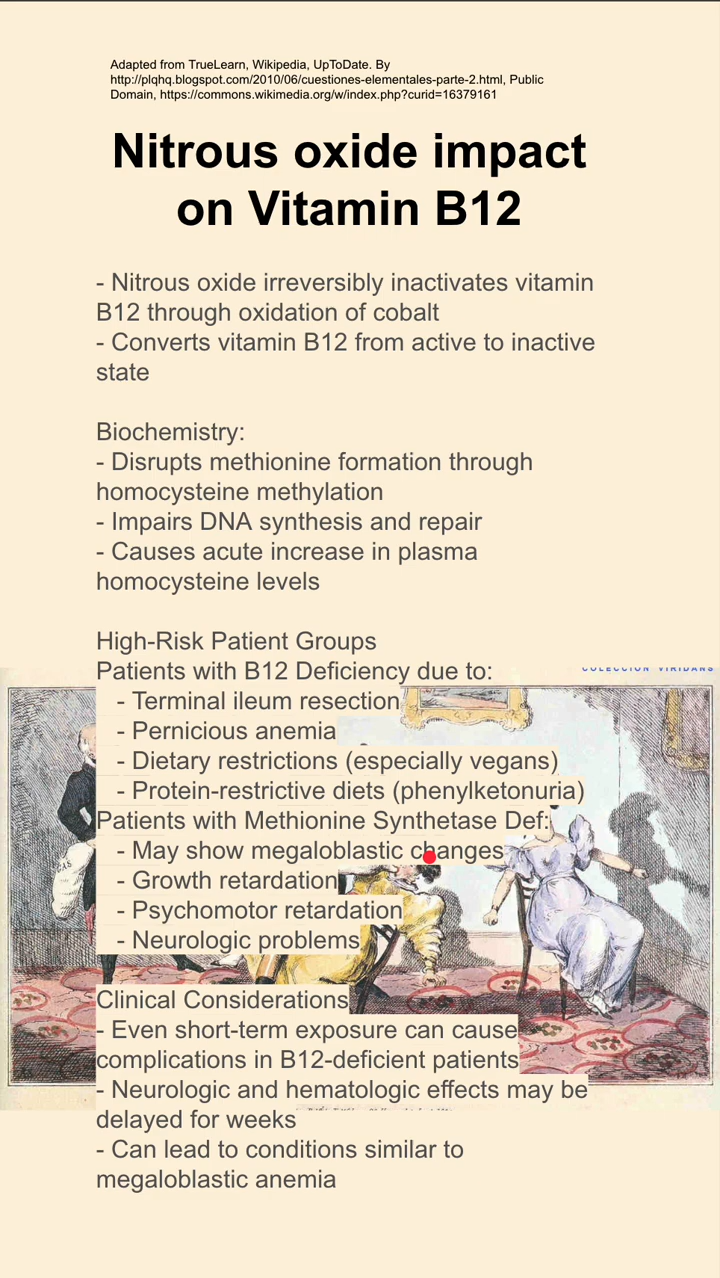 Adapted from TrueLearn, Wikipedia, UpToDate. By
http://plqhq.blogspot.com/2010/06/cuestiones-elementales-parte-2.html, Public
Domain, https://commons.wikimedia.org/w/index.php?curid=16379161
Nitrous oxide impact
on Vitamin B12
- Nitrous oxide irreversibly inactivates vitamin
B12 through oxidation of cobalt
- Converts vitamin B12 from active to inactive
state
Biochemistry:
- Disrupts methionine formation through
homocysteine methylation
- Impairs DNA synthesis and repair
- Causes acute increase in plasma
homocysteine levels
High-Risk Patient Groups
Patients with B12 Deficiency due to:
COLECCION VIRIDANS
- Terminal ileum resection
- Pernicious anemia
- Dietary restrictions (especially vegans)
- Protein-restrictive diets (phenylketonuria)
Patients with Methionine Synthetase Def:
- May show megaloblastic changes
- Growth retardation
- Psychomotor retardation
- Neurologic problems
Clinical Considerations
- Even short-term exposure can cause
complications in B12-deficient patients
- Neurologic and hematologic effects may be
delayed for weeks
- Can lead to conditions similar to
megaloblastic anemia